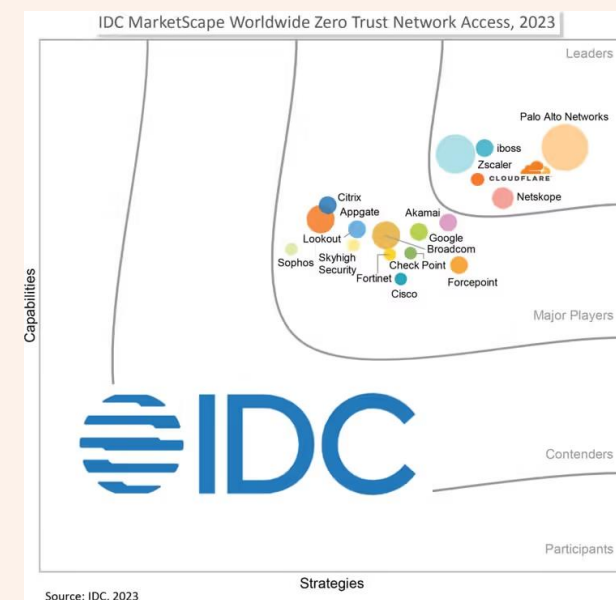 IDC MarketScape Worldwide Zero Trust Network Access, 2023
Leaders
Palo Alto Networks
iboss
Zscaler
CLOUDFLARE
Netskope
Citrix
Appgate
Akamai
Lookout
Google
Broadcom
Sophos
Skyhigh
Security
Check Point
Fortinet
Forcepoint
Cisco
Capabilities
Major Players
IDC
Contenders
Participants
Strategies
Source: IDC, 2023